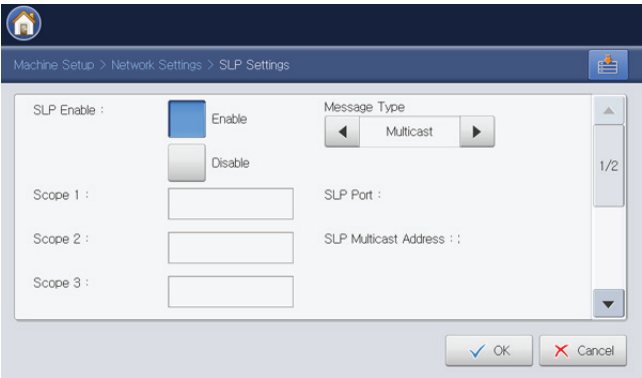 Machine Setup > Network Settings > SLP Settings
SLP Enable :
Enable
Disable
Message Type
Multicast
1/2
Scope 1 :
SLP Port :
Scope 2 :
SLP Multicast Address : :
Scope 3 :
OK
Cancel